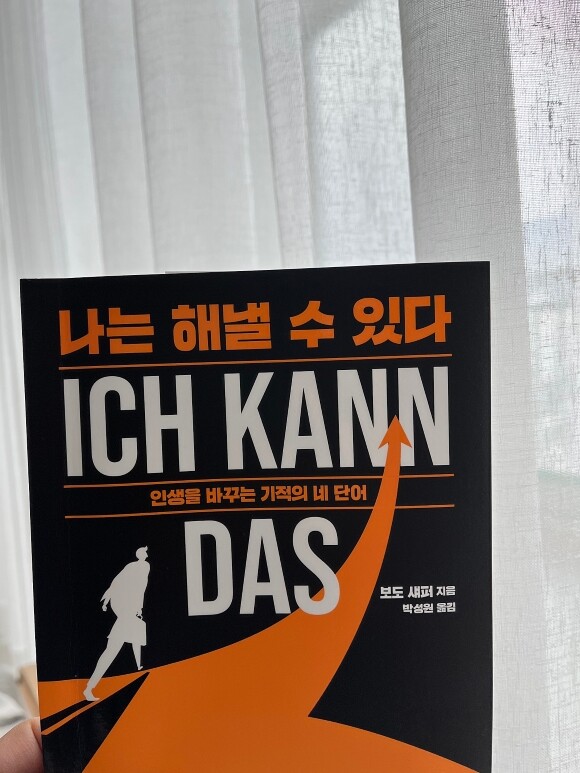 나는 해낼 수 있다
ICH KANN
인생을 바꾸는 기적의 네 단어
DAS
보도 섀퍼 지음
박성원 옮김